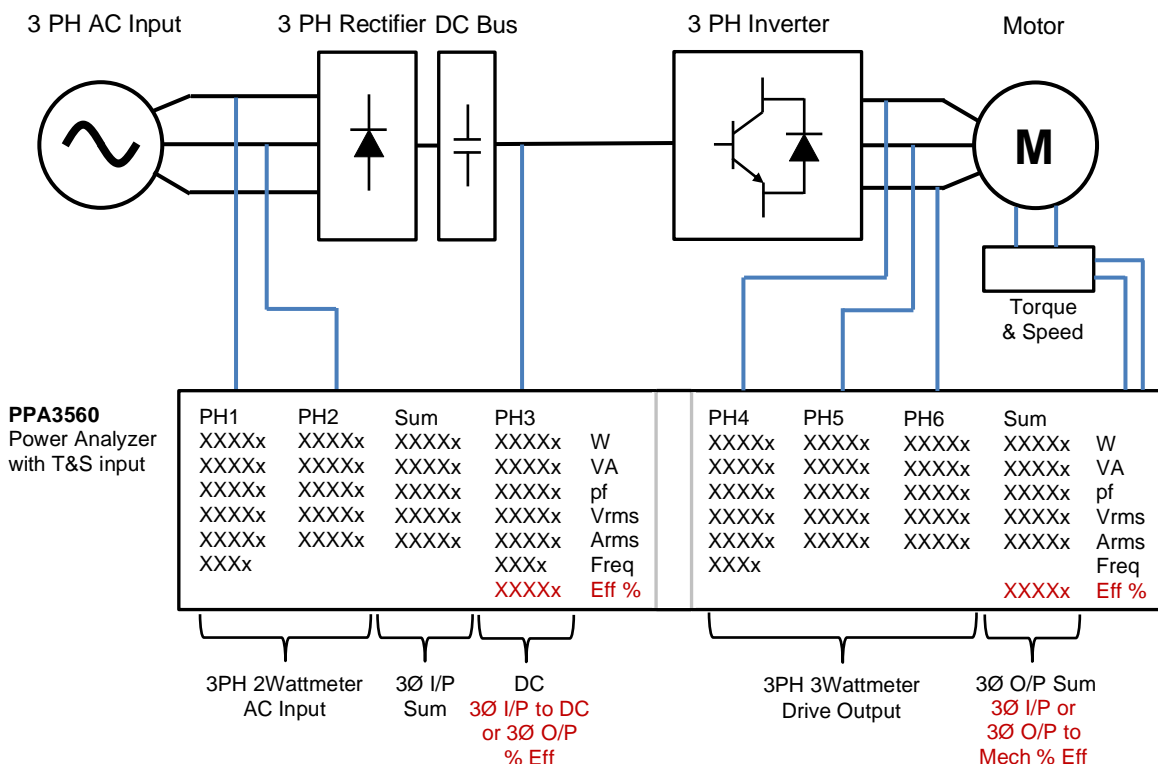 3 PH AC Input
3 PH Rectifier
DC Bus
3 PH Inverter
Motor
M
Torque
& Speed
PPA3560
Power Analyzer
with T&S input
PH1 PH2 Sum PH3
XXXXx XXXXx XXXXx XXXXx W
XXXXx XXXXx XXXXx XXXXx VA
XXXXx XXXXx XXXXx XXXXx pf
XXXXx XXXXx XXXXx XXXXx Vrms
XXXXx XXXXx XXXXx XXXXx Arms
XXXx XXXx Freq
XXXXx Eff %
PH4 PH5 PH6 Sum
XXXXx XXXXx XXXXx XXXXx W
XXXXx XXXXx XXXXx XXXXx VA
XXXXx XXXXx XXXXx XXXXx pf
XXXXx XXXXx XXXXx XXXXx Vrms
XXXXx XXXXx XXXXx XXXXx Arms
XXXx Freq
XXXXx Eff %
3PH 2Wattmeter
AC Input
3Ø I/P
Sum
DC
3Ø I/P to DC
or 3Ø O/P
% Eff
3PH 3Wattmeter
Drive Output
3Ø O/P Sum
3Ø I/P or
3Ø O/P to
Mech % Eff